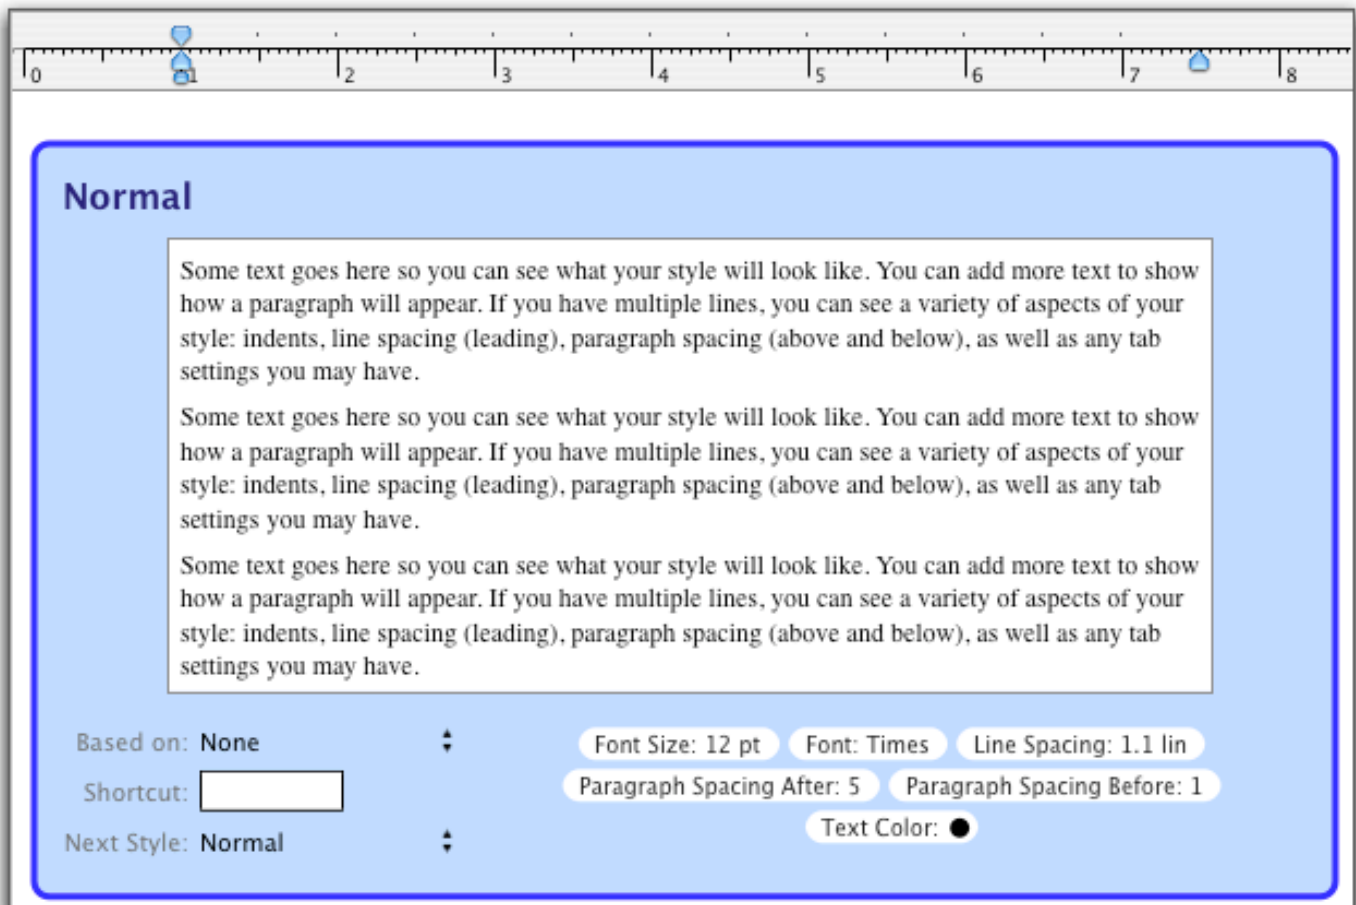 0 1 2 3 4 5 6 7 8
Normal
Some text goes here so you can see what your style will look like. You can add more text to show
how a paragraph will appear. If you have multiple lines, you can see a variety of aspects of your
style: indents, line spacing (leading), paragraph spacing (above and below), as well as any tab
settings you may have.
Some text goes here so you can see what your style will look like. You can add more text to show
how a paragraph will appear. If you have multiple lines, you can see a variety of aspects of your
style: indents, line spacing (leading), paragraph spacing (above and below), as well as any tab
settings you may have.
Some text goes here so you can see what your style will look like. You can add more text to show
how a paragraph will appear. If you have multiple lines, you can see a variety of aspects of your
style: indents, line spacing (leading), paragraph spacing (above and below), as well as any tab
settings you may have.
Based on: None
Shortcut:
Next Style: Normal
Font Size: 12 pt Font: Times Line Spacing: 1.1 lin
Paragraph Spacing After: 5 Paragraph Spacing Before: 1
Text Color: